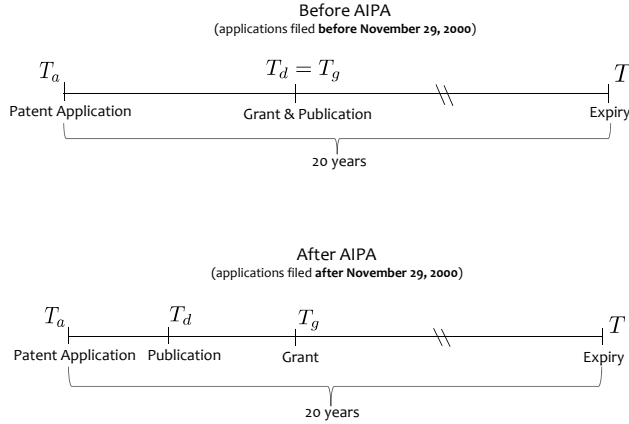 Before AIPA
(applications filed before November 29, 2000)
T_a T_d = T_g T
Patent Application Grant & Publication Expiry
20 years
After AIPA
(applications filed after November 29, 2000)
T_a T_d T_g T
Patent Application Publication Grant Expiry
20 years